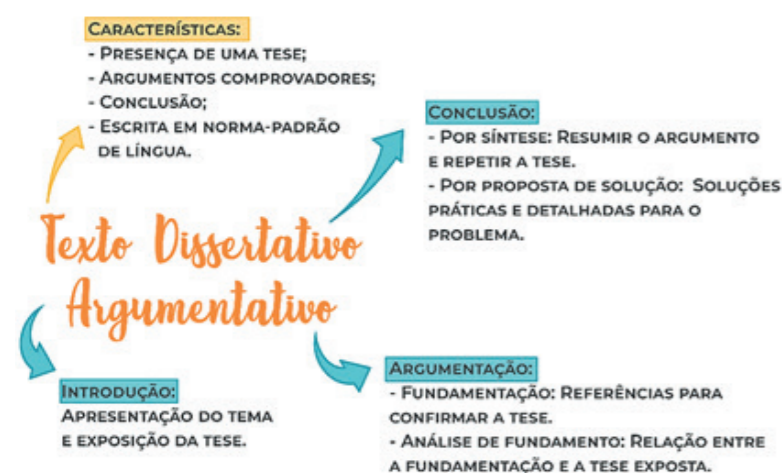 CARACTERÍSTICAS:
- PRESENÇA DE UMA TESE;
- ARGUMENTOS COMPROVADORES;
- CONCLUSÃO;
- ESCRITA EM NORMA-PADRÃO
DE LÍNGUA.
CONCLUSÃO:
- POR SÍNTESE: RESUMIR O ARGUMENTO
E REPETIR A TESE.
- POR PROPOSTA DE SOLUÇÃO: SOLUÇÕES
PRÁTICAS E DETALHADAS PARA O
PROBLEMA.
Texto Dissertativo
Argumentativo
INTRODUÇÃO:
APRESENTAÇÃO DO TEMA
E EXPOSIÇÃO DA TESE.
ARGUMENTAÇÃO:
- FUNDAMENTAÇÃO: REFERÊNCIAS PARA
CONFIRMAR A TESE.
- ANÁLISE DE FUNDAMENTO: RELAÇÃO ENTRE
A FUNDAMENTAÇÃO E A TESE EXPOSTA.